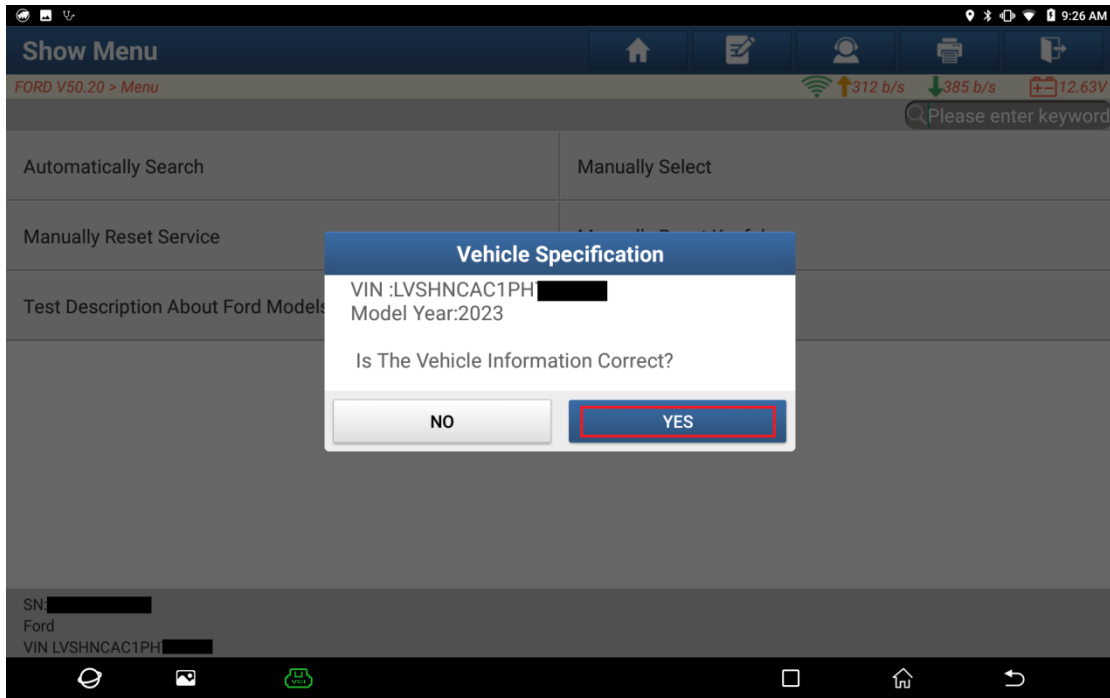 9:26 AM
Show Menu
FORD V50.20 > Menu
312 b/s
385 b/s
12.63V
Please enter keyword
Automatically Search
Manually Select
Manually Reset Service
Test Description About Ford Models
Vehicle Specification
VIN :LVSHNCAC1PH
Model Year:2023
Is The Vehicle Information Correct?
NO
YES
SN:
Ford
VIN LVSHNCAC1PH
VCI